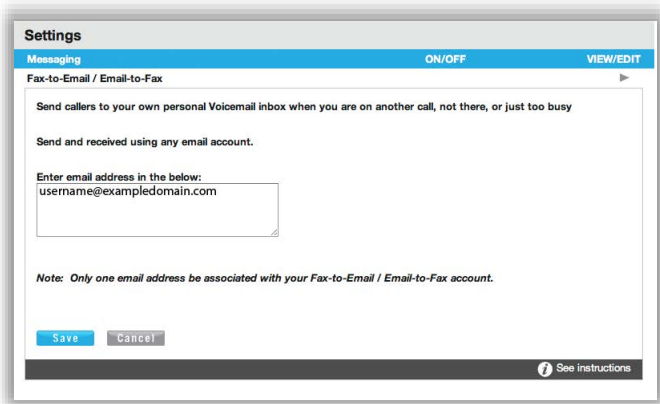 Settings
Messaging ON/OFF VIEW/EDIT
Fax-to-Email / Email-to-Fax
Send callers to your own personal Voicemail inbox when you are on another call, not there, or just too busy
Send and received using any email account.
Enter email address in the below:
username@exampledomain.com
Note: Only one email address be associated with your Fax-to-Email / Email-to-Fax account.
Save Cancel
i See instructions